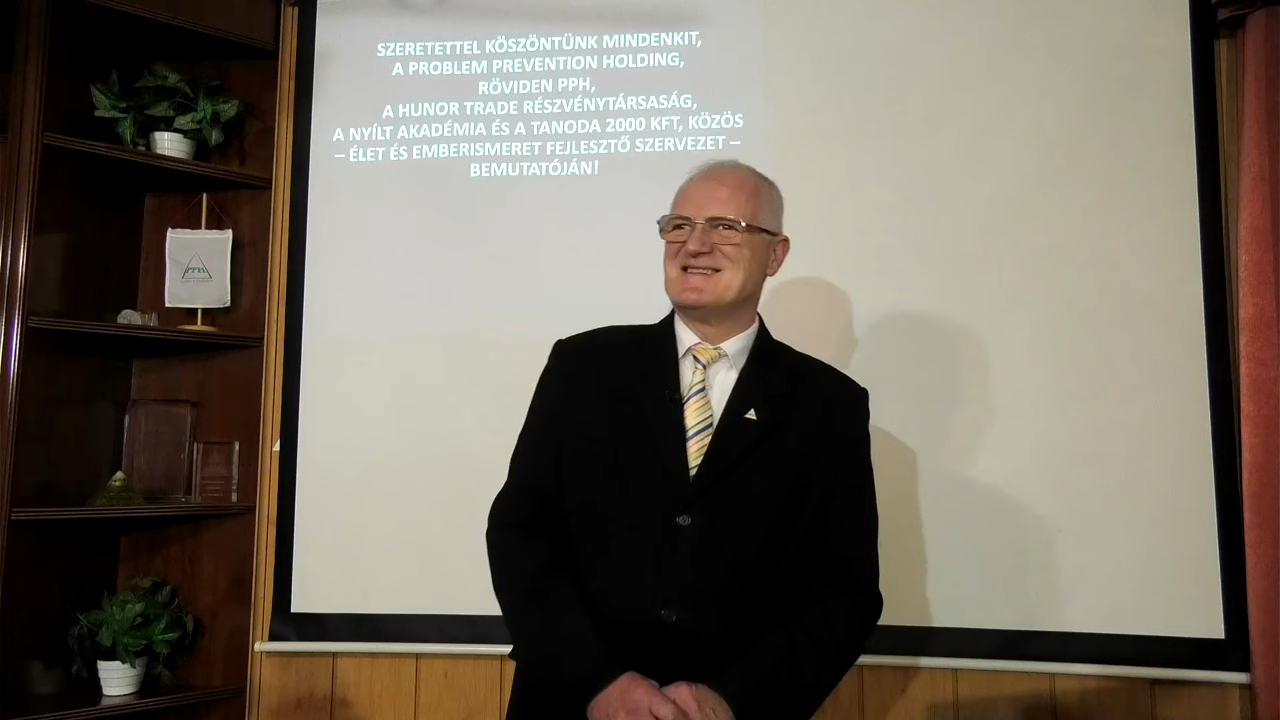 SZERETETTEL KÖSZÖNTÜNK MINDENKIT,
A PROBLEM PREVENTION HOLDING,
RÖVIDEN PPH,
A HUNOR TRADE RÉSZVÉNYTÁRSASÁG,
A NYÍLT AKADÉMIA ÉS A TANODA 2000 KFT, KÖZÖS
– ÉLET ÉS EMBERISMERET FEJLESZTŐ SZERVEZET –
BEMUTATÓJÁN!